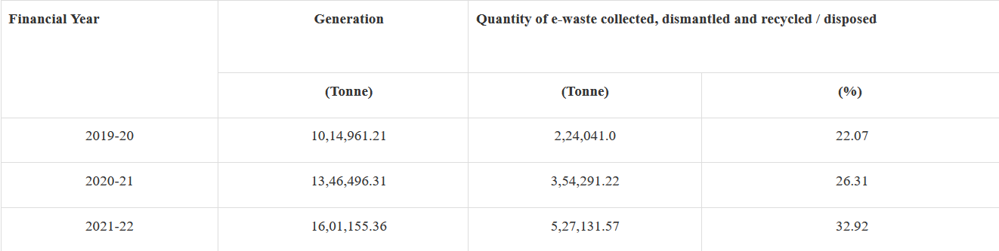 Financial Year Generation Quantity of e-waste collected, dismantled and recycled / disposed
(Tonne) (Tonne) (%)
2019-20 10,14,961.21 2,24,041.0 22.07
2020-21 13,46,496.31 3,54,291.22 26.31
2021-22 16,01,155.36 5,27,131.57 32.92